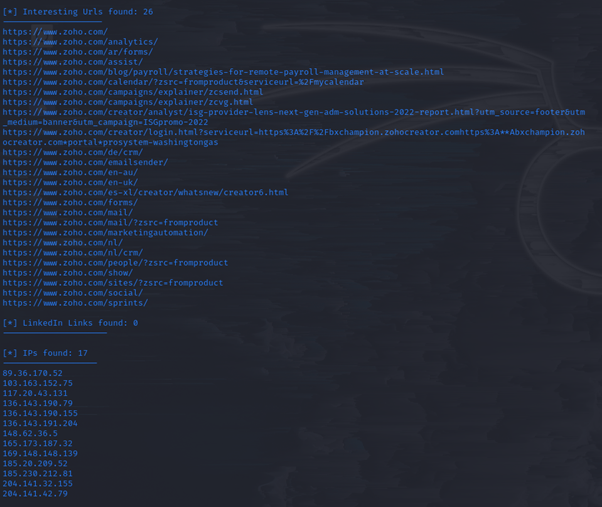 [*] Interesting Urls found: 26
--------------------
https://www.zoho.com/
https://www.zoho.com/analytics/
https://www.zoho.com/ar/forms/
https://www.zoho.com/assist/
https://www.zoho.com/blog/payroll/strategies-for-remote-payroll-management-at-scale.html
https://www.zoho.com/calendar/?zsrc=fromproduct&serviceurl=%2Fmycalendar
https://www.zoho.com/campaigns/explainer/zcsend.html
https://www.zoho.com/campaigns/explainer/zcvg.html
https://www.zoho.com/creator/analyst/isg-provider-lens-next-gen-adm-solutions-2022-report.html?utm_source=footer&utm
_medium=banner&utm_campaign=ISGpromo-2022
https://www.zoho.com/creator/login.html?serviceurl=https%3A%2F%2Fbxchampion.zohocreator.comhttps%3A**Abxchampion.zoh
ocreator.com*portal*prosystem-washingtongas
https://www.zoho.com/de/crm/
https://www.zoho.com/emailsender/
https://www.zoho.com/en-au/
https://www.zoho.com/en-uk/
https://www.zoho.com/es-xl/creator/whatsnew/creator6.html
https://www.zoho.com/forms/
https://www.zoho.com/mail/
https://www.zoho.com/mail/?zsrc=fromproduct
https://www.zoho.com/marketingautomation/
https://www.zoho.com/nl/
https://www.zoho.com/nl/crm/
https://www.zoho.com/people/?zsrc=fromproduct
https://www.zoho.com/show/
https://www.zoho.com/sites/?zsrc=fromproduct
https://www.zoho.com/social/
https://www.zoho.com/sprints/
[*] LinkedIn Links found: 0
---------------------
[*] IPs found: 17
-------------------
89.36.170.52
103.163.152.75
117.20.43.131
136.143.190.79
136.143.190.155
136.143.191.204
148.62.36.5
165.173.187.32
169.148.148.139
185.20.209.52
185.230.212.81
204.141.32.155
204.141.42.79